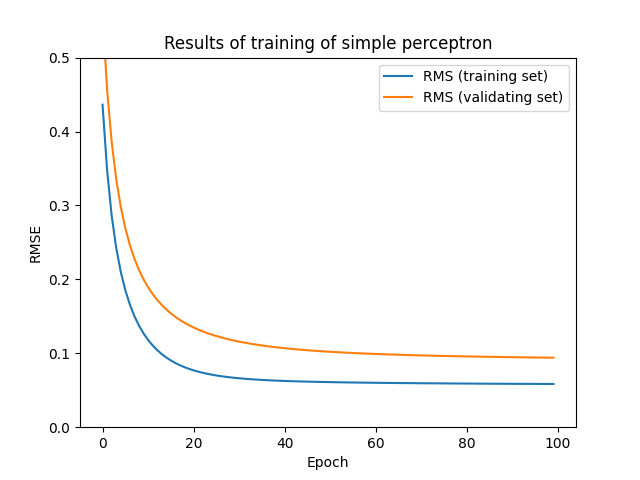 Results of training of simple perceptron
RMS (training set)
RMS (validating set)
RMSE
0.5
0.4
0.3
0.2
0.1
0.0
0 20 40 60 80 100
Epoch